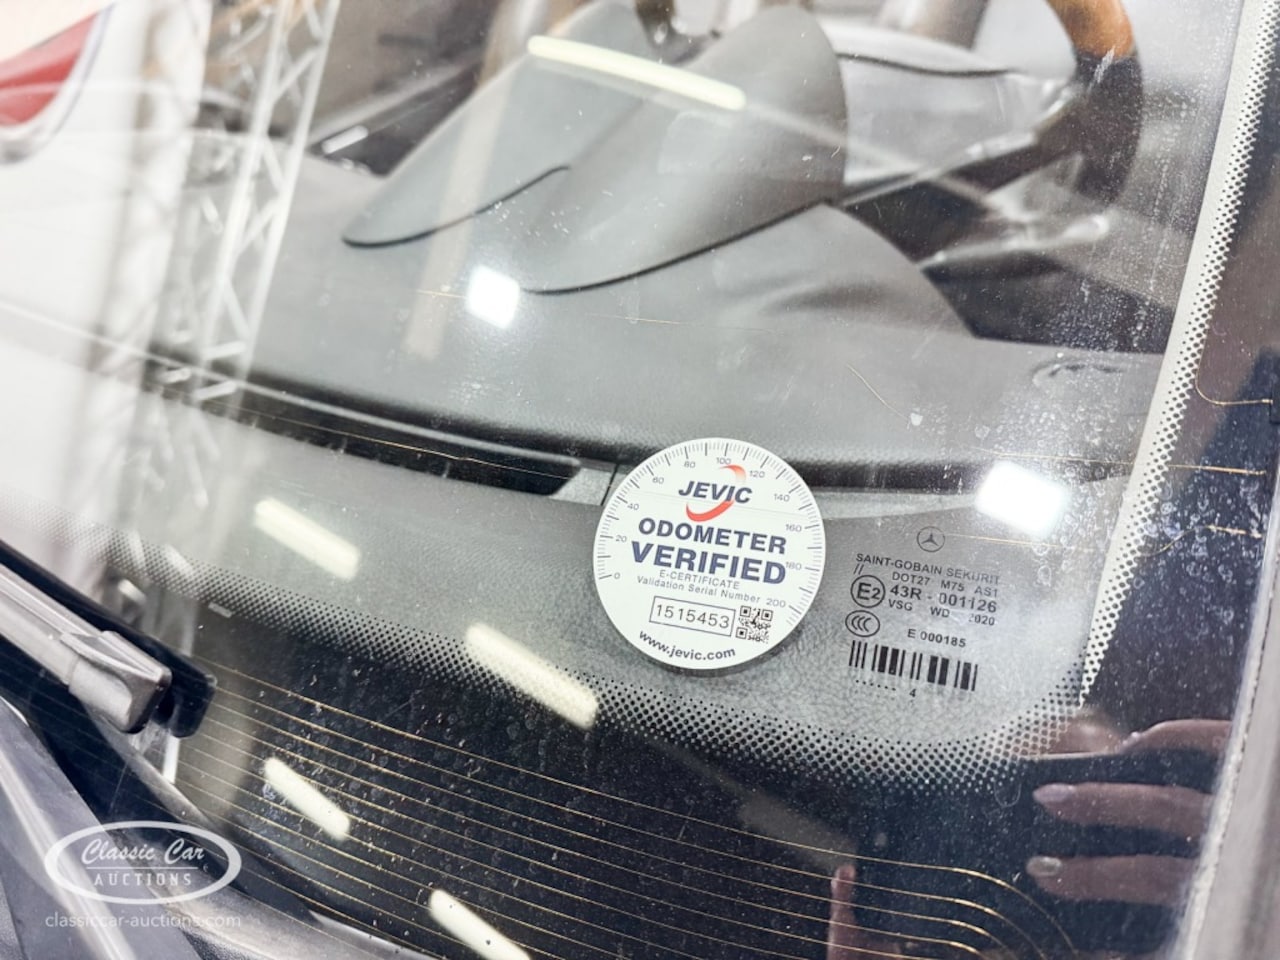 0
20
40
60
80
100
120
140
160
180
200
JEVIC
ODOMETER
VERIFIED
E-CERTIFICATE
Validation Serial Number
1515453
www.jevic.com
SAINT-GOBAIN SEKURIT
// DOT27 M75 AS1
E2 43R - 001126
VSG WD 2020
CCC
E 000185
4
Classic Car
AUCTIONS
classiccar-auctions.com